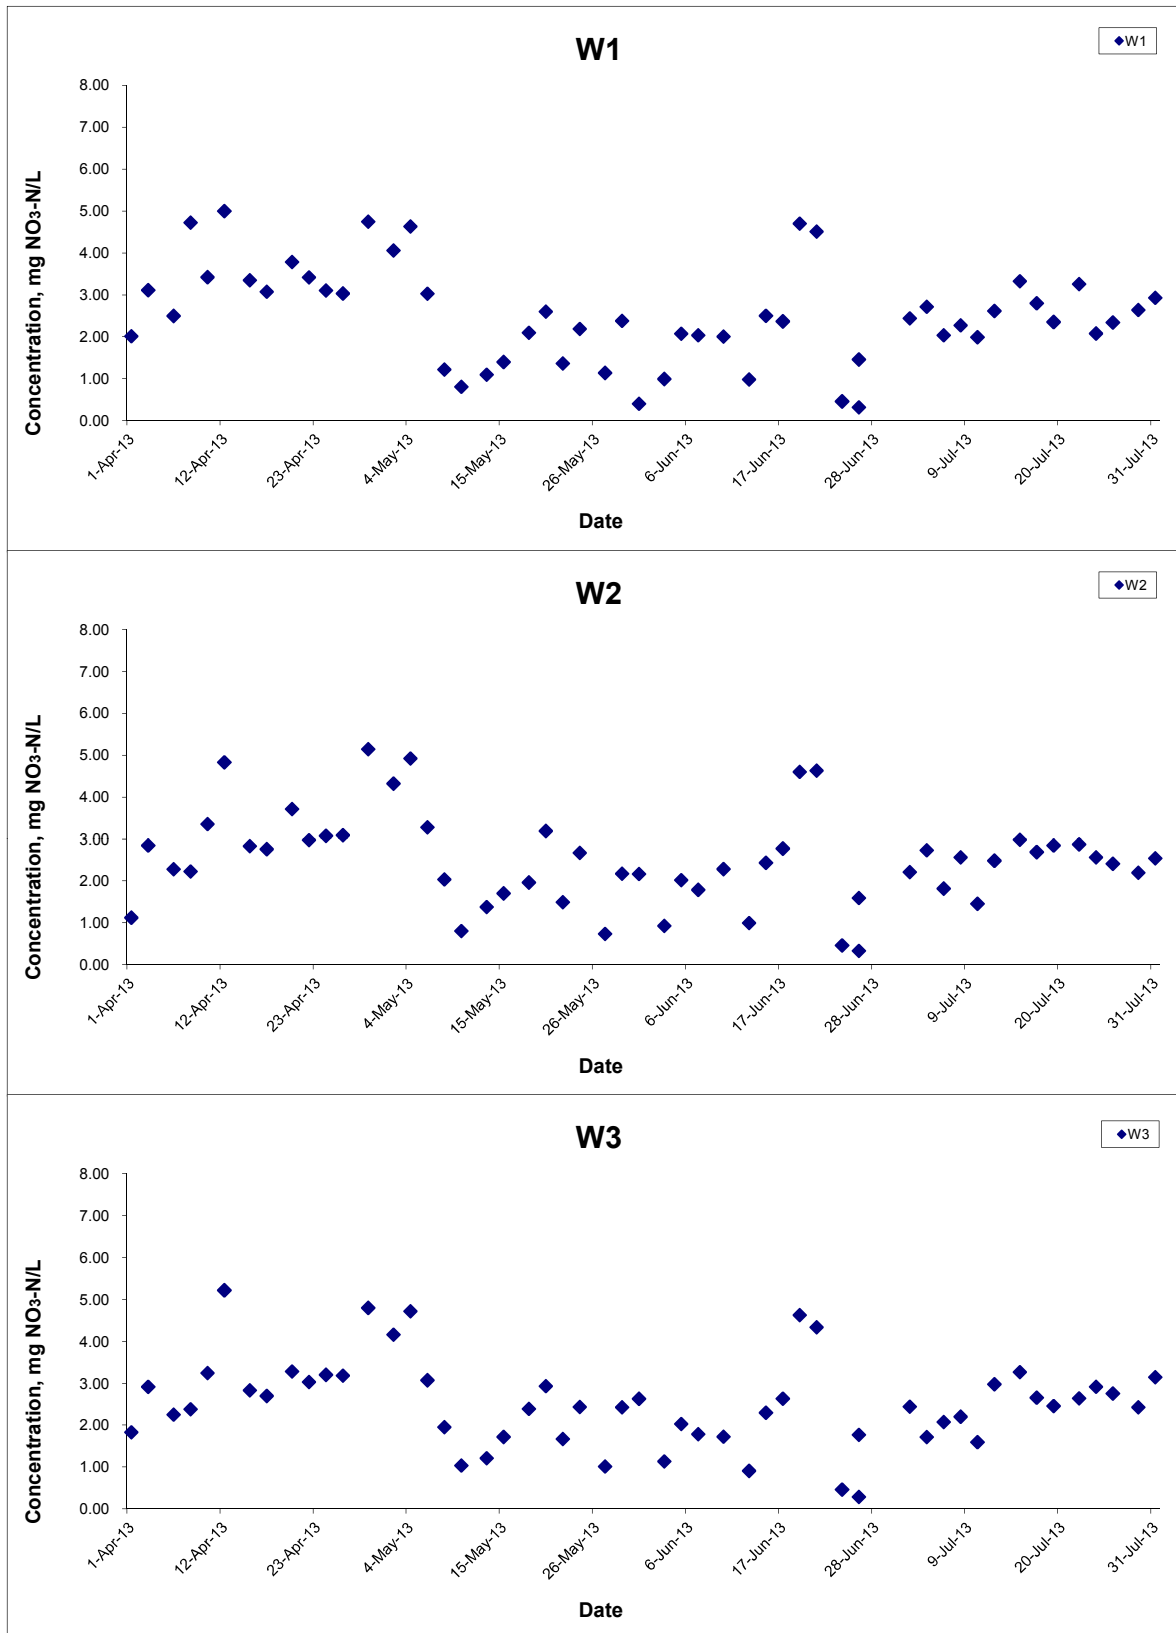 W1
W1
8.00
7.00
6.00
5.00
4.00
3.00
2.00
1.00
0.00
Concentration, mg NO3-N/L
1-Apr-13
12-Apr-13
23-Apr-13
4-May-13
15-May-13
26-May-13
6-Jun-13
17-Jun-13
28-Jun-13
9-Jul-13
20-Jul-13
31-Jul-13
Date
W2
W2
8.00
7.00
6.00
5.00
4.00
3.00
2.00
1.00
0.00
Concentration, mg NO3-N/L
1-Apr-13
12-Apr-13
23-Apr-13
4-May-13
15-May-13
26-May-13
6-Jun-13
17-Jun-13
28-Jun-13
9-Jul-13
20-Jul-13
31-Jul-13
Date
W3
W3
8.00
7.00
6.00
5.00
4.00
3.00
2.00
1.00
0.00
Concentration, mg NO3-N/L
1-Apr-13
12-Apr-13
23-Apr-13
4-May-13
15-May-13
26-May-13
6-Jun-13
17-Jun-13
28-Jun-13
9-Jul-13
20-Jul-13
31-Jul-13
Date